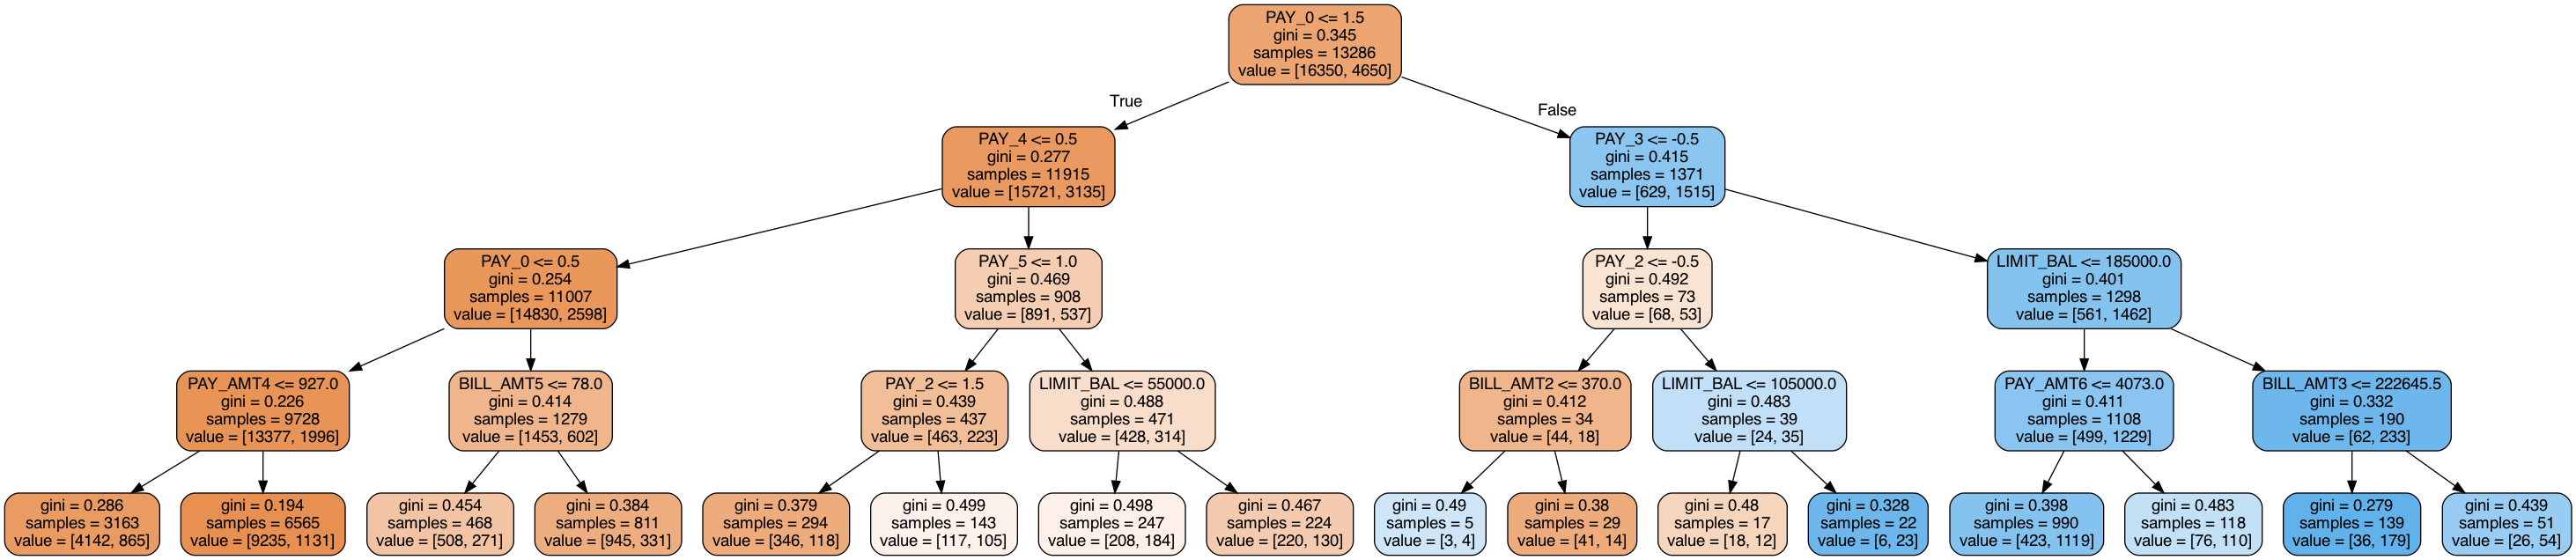 PAY_0 <= 1.5
gini = 0.345
samples = 13286
value = [16350, 4650]
True
False
PAY_4 <= 0.5
gini = 0.277
samples = 11915
value = [15721, 3135]
PAY_3 <= -0.5
gini = 0.415
samples = 1371
value = [629, 1515]
PAY_0 <= 0.5
gini = 0.254
samples = 11007
value = [14830, 2598]
PAY_5 <= 1.0
gini = 0.469
samples = 908
value = [891, 537]
PAY_2 <= -0.5
gini = 0.492
samples = 73
value = [68, 53]
LIMIT_BAL <= 185000.0
gini = 0.401
samples = 1298
value = [561, 1462]
PAY_AMT4 <= 927.0
gini = 0.226
samples = 9728
value = [13377, 1996]
BILL_AMT5 <= 78.0
gini = 0.414
samples = 1279
value = [1453, 602]
PAY_2 <= 1.5
gini = 0.439
samples = 437
value = [463, 223]
LIMIT_BAL <= 55000.0
gini = 0.488
samples = 471
value = [428, 314]
BILL_AMT2 <= 370.0
gini = 0.412
samples = 34
value = [44, 18]
LIMIT_BAL <= 105000.0
gini = 0.483
samples = 39
value = [24, 35]
PAY_AMT6 <= 4073.0
gini = 0.411
samples = 1108
value = [499, 1229]
BILL_AMT3 <= 222645.5
gini = 0.332
samples = 190
value = [62, 233]
gini = 0.286
samples = 3163
value = [4142, 865]
gini = 0.194
samples = 6565
value = [9235, 1131]
gini = 0.454
samples = 468
value = [508, 271]
gini = 0.384
samples = 811
value = [945, 331]
gini = 0.379
samples = 294
value = [346, 118]
gini = 0.499
samples = 143
value = [117, 105]
gini = 0.498
samples = 247
value = [208, 184]
gini = 0.467
samples = 224
value = [220, 130]
gini = 0.49
samples = 5
value = [3, 4]
gini = 0.38
samples = 29
value = [41, 14]
gini = 0.48
samples = 17
value = [18, 12]
gini = 0.328
samples = 22
value = [6, 23]
gini = 0.398
samples = 990
value = [423, 1119]
gini = 0.483
samples = 118
value = [76, 110]
gini = 0.279
samples = 139
value = [36, 179]
gini = 0.439
samples = 51
value = [26, 54]